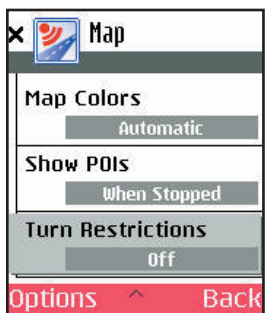 Map
Map Colors
Automatic
Show POIs
When Stopped
Turn Restrictions
Off
Options Back